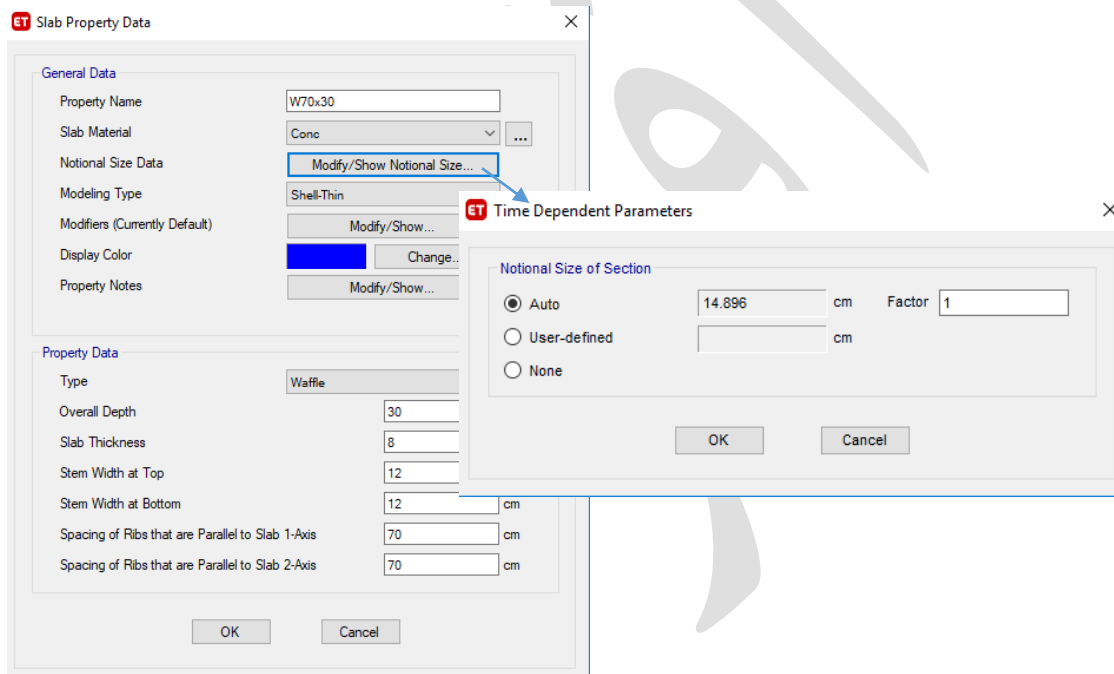 ET Slab Property Data
General Data
Property Name W70x30
Slab Material Conc ...
Notional Size Data Modify/Show Notional Size...
Modeling Type Shell-Thin
Modifiers (Currently Default) Modify/Show...
Display Color Change..
Property Notes Modify/Show...
Property Data
Type Waffle
Overall Depth 30
Slab Thickness 8
Stem Width at Top 12
Stem Width at Bottom 12 cm
Spacing of Ribs that are Parallel to Slab 1-Axis 70 cm
Spacing of Ribs that are Parallel to Slab 2-Axis 70 cm
OK Cancel
ET Time Dependent Parameters
Notional Size of Section
Auto 14.896 cm Factor 1
User-defined cm
None
OK Cancel